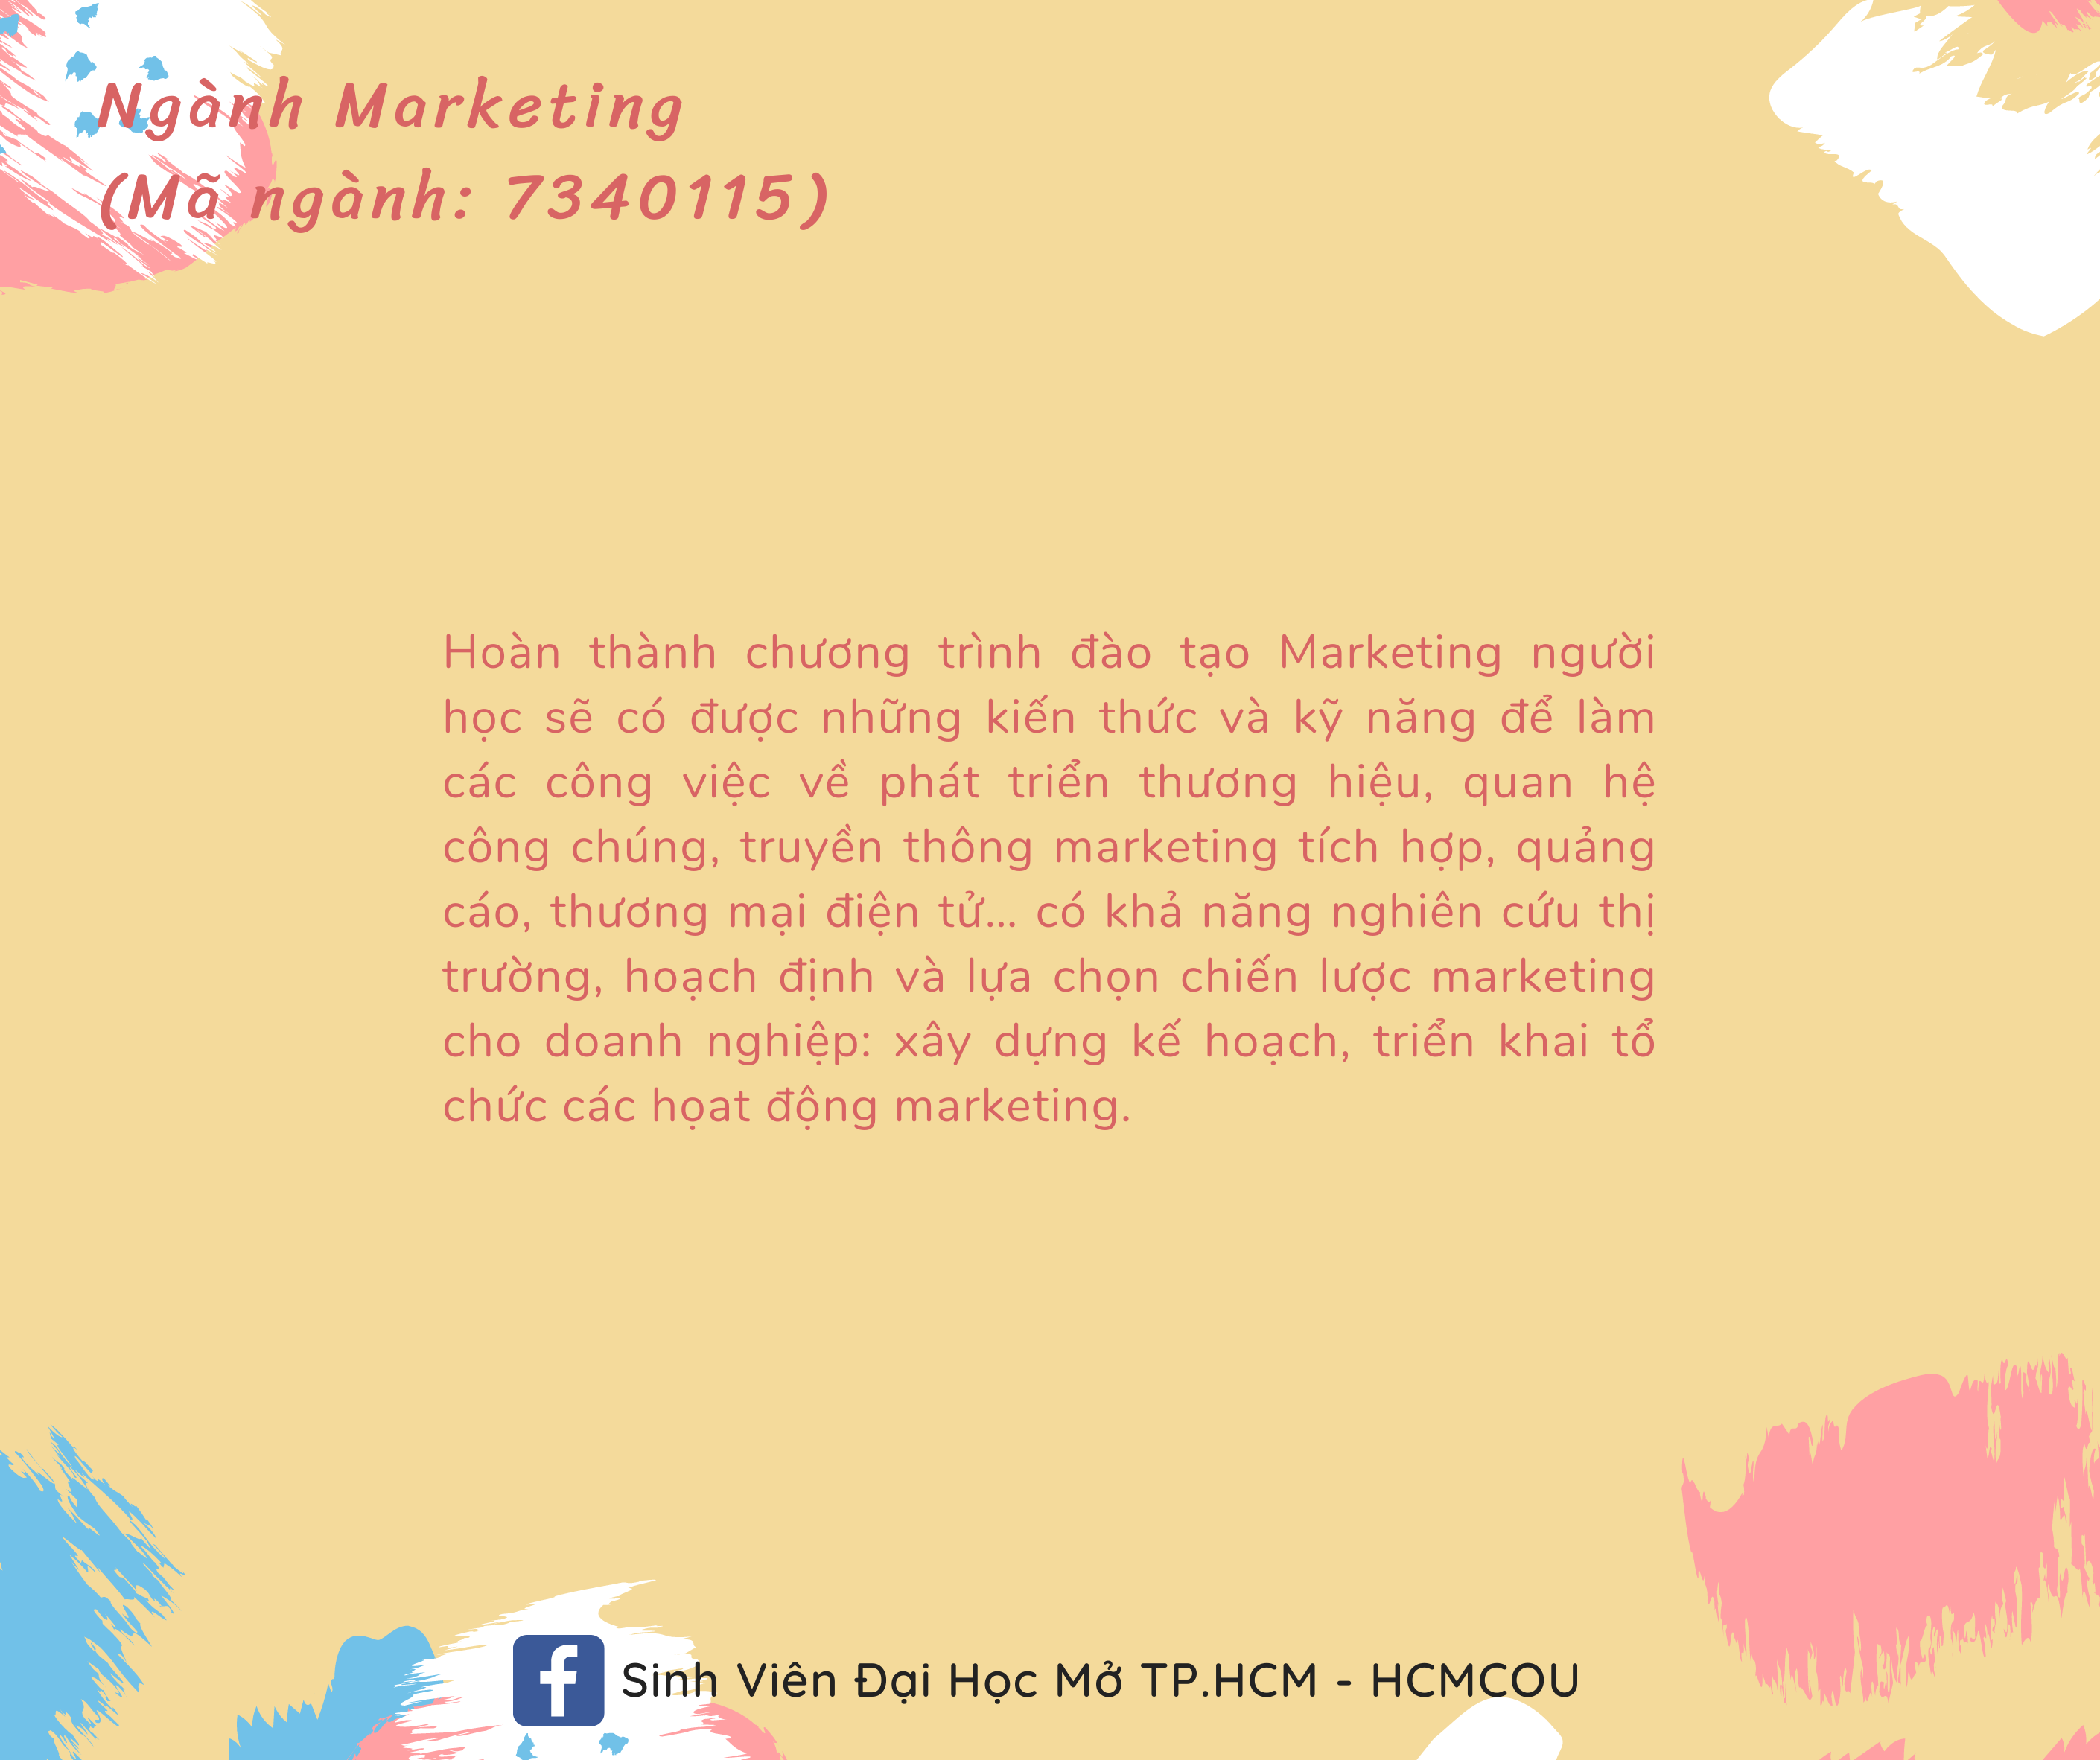 Ngành Marketing
(Mã ngành: 7340115)
Hoàn thành chương trình đào tạo Marketing người
học sẽ có được những kiến thức và kỹ năng để làm
các công việc về phát triển thương hiệu, quan hệ
công chúng, truyền thông marketing tích hợp, quảng
cáo, thương mại điện tử... có khả năng nghiên cứu thị
trường, hoạch định và lựa chọn chiến lược marketing
cho doanh nghiệp: xây dựng kế hoạch, triển khai tổ
chức các họat động marketing.
Sinh Viên Đại Học Mở TP.HCM - HCMCOU